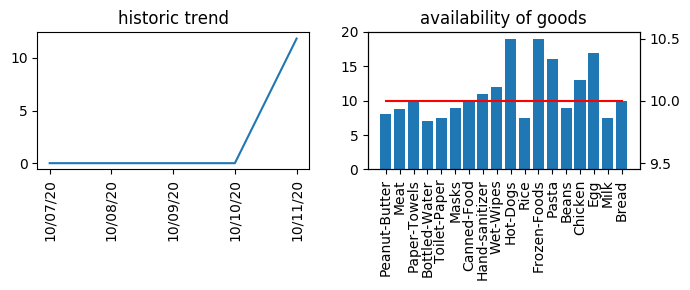 historic trend
10
5
0
10/07/20
10/08/20
10/09/20
10/10/20
10/11/20
availability of goods
20
15
10
5
0
10.5
10.0
9.5
Peanut-Butter
Meat
Paper-Towels
Bottled-Water
Toilet-Paper
Masks
Canned-Food
Hand-sanitizer
Wet-Wipes
Hot-Dogs
Rice
Frozen-Foods
Pasta
Beans
Chicken
Egg
Milk
Bread